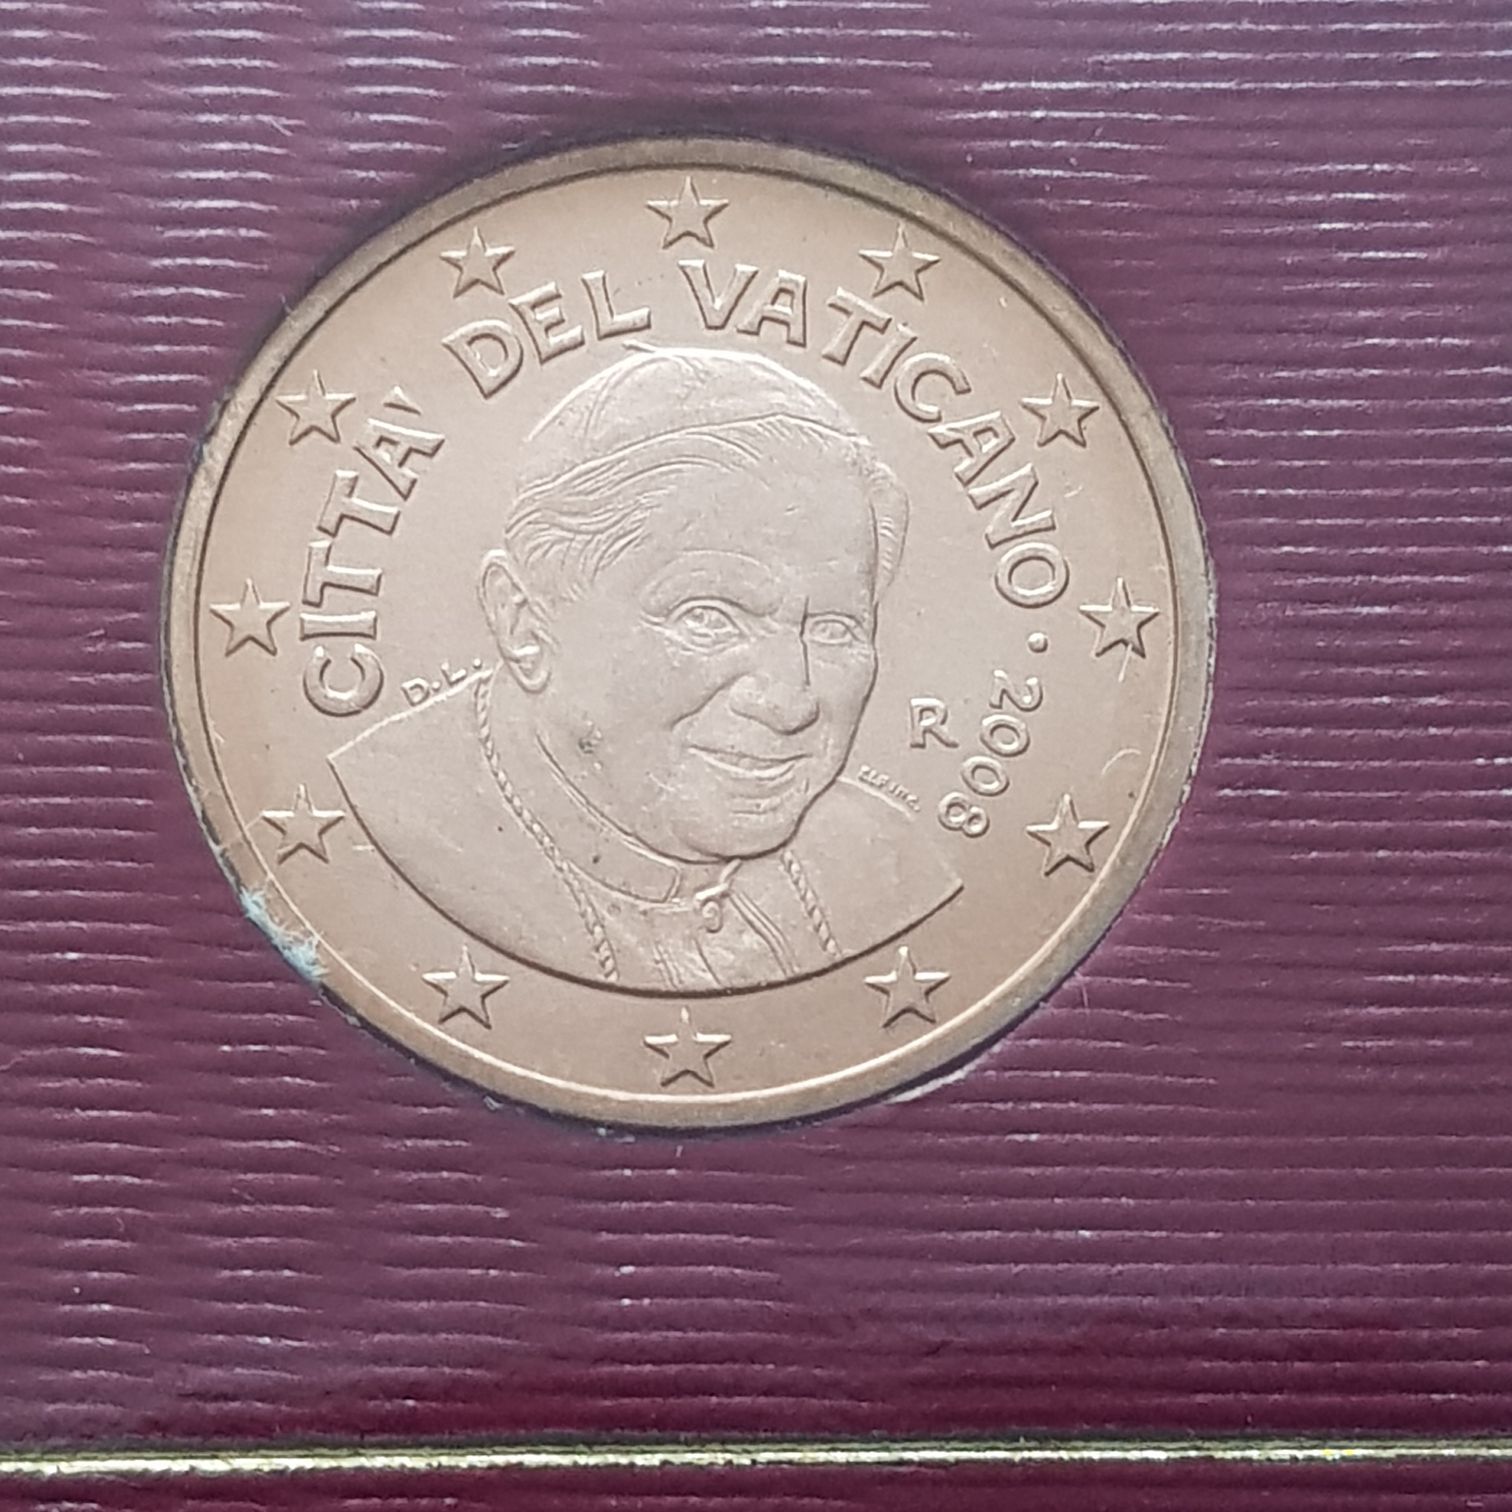 CITTA' DEL VATICANO · 2008
D.L.
R